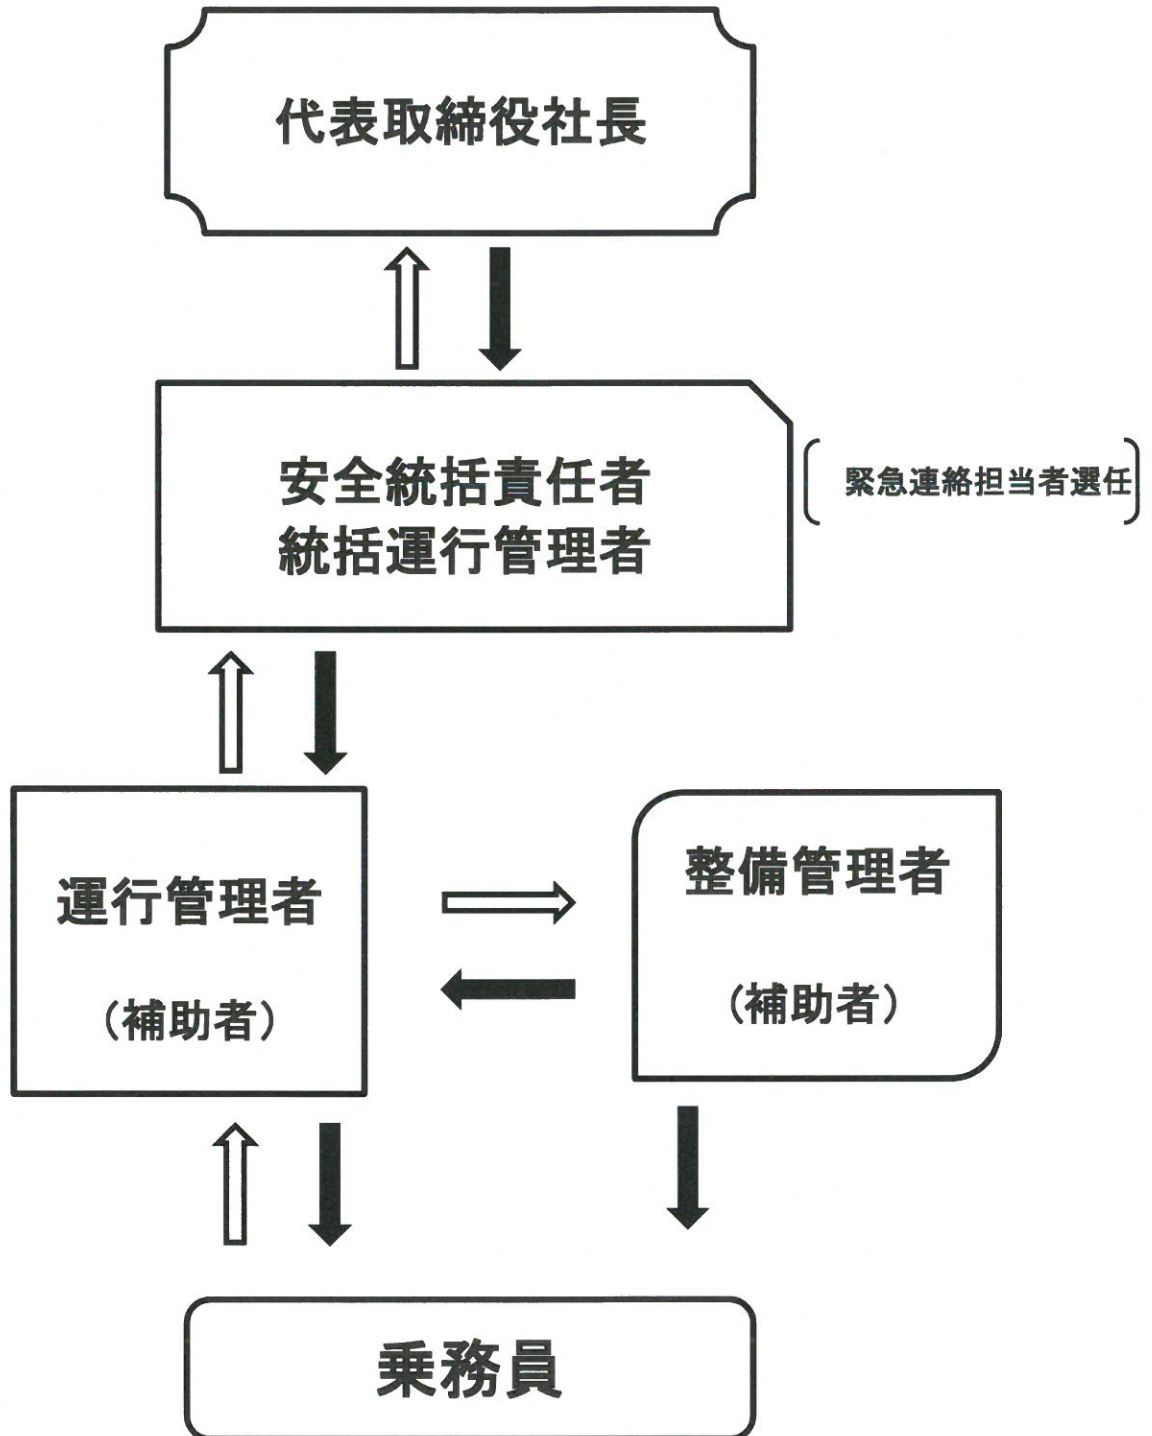 代表取締役社長
安全統括責任者
統括運行管理者
緊急連絡担当者選任
運行管理者
（補助者）
整備管理者
（補助者）
乗務員